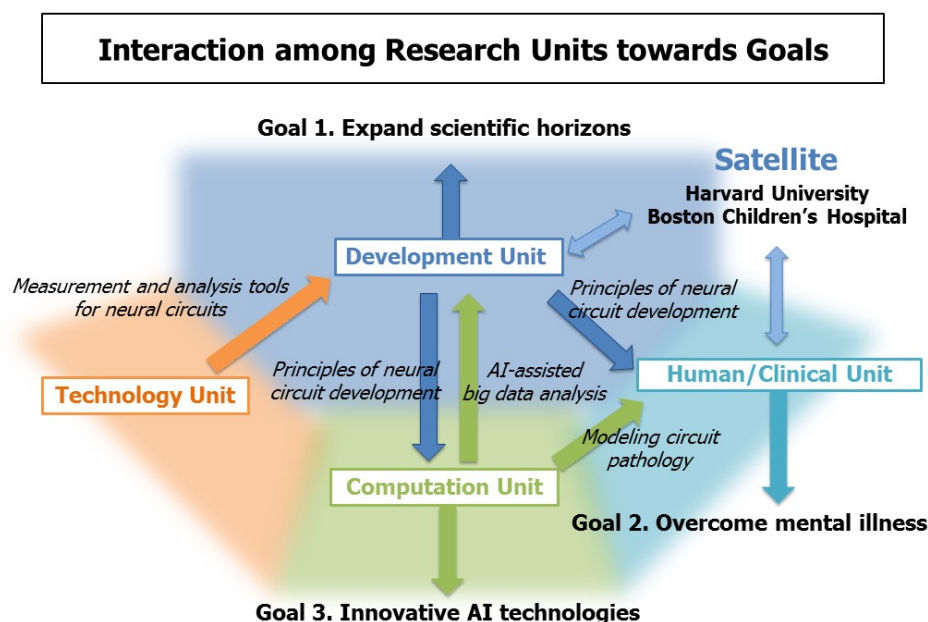 Interaction among Research Units towards Goals
Goal 1. Expand scientific horizons
Satellite
Harvard University
Boston Children's Hospital
Development Unit
Measurement and analysis tools
for neural circuits
Principles of neural
circuit development
Technology Unit
Principles of neural
circuit development
AI-assisted
big data analysis
Human/Clinical Unit
Modeling circuit
pathology
Computation Unit
Goal 2. Overcome mental illness
Goal 3. Innovative AI technologies